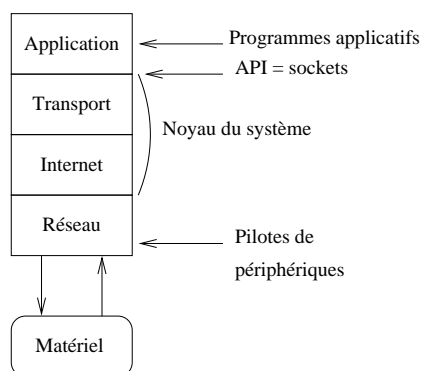 Application
Programmes applicatifs
API = sockets
Transport
Noyau du système
Internet
Réseau
Pilotes de
périphériques
Matériel